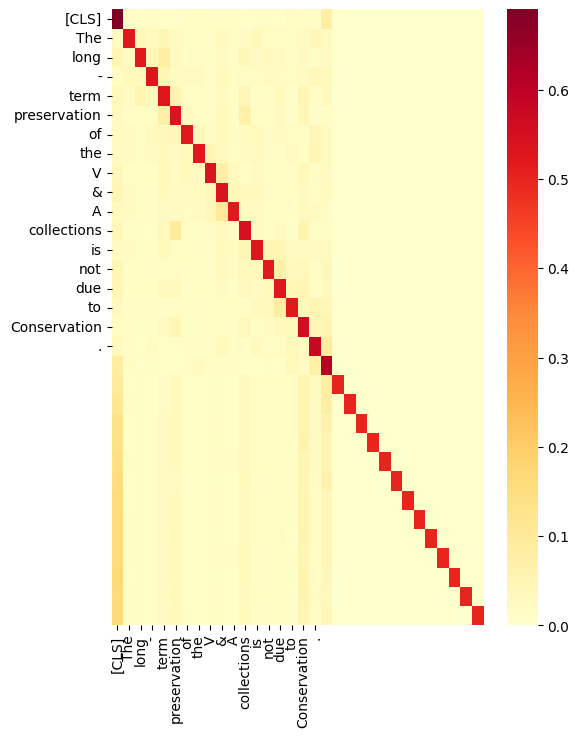 [CLS]
The
long
-
term
preservation
of
the
V
&
A
collections
is
not
due
to
Conservation
.
0.6
0.5
0.4
0.3
0.2
0.1
0.0
[CLS]
The
long
-
term
preservation
of
the
V
&
A
collections
is
not
due
to
Conservation
.